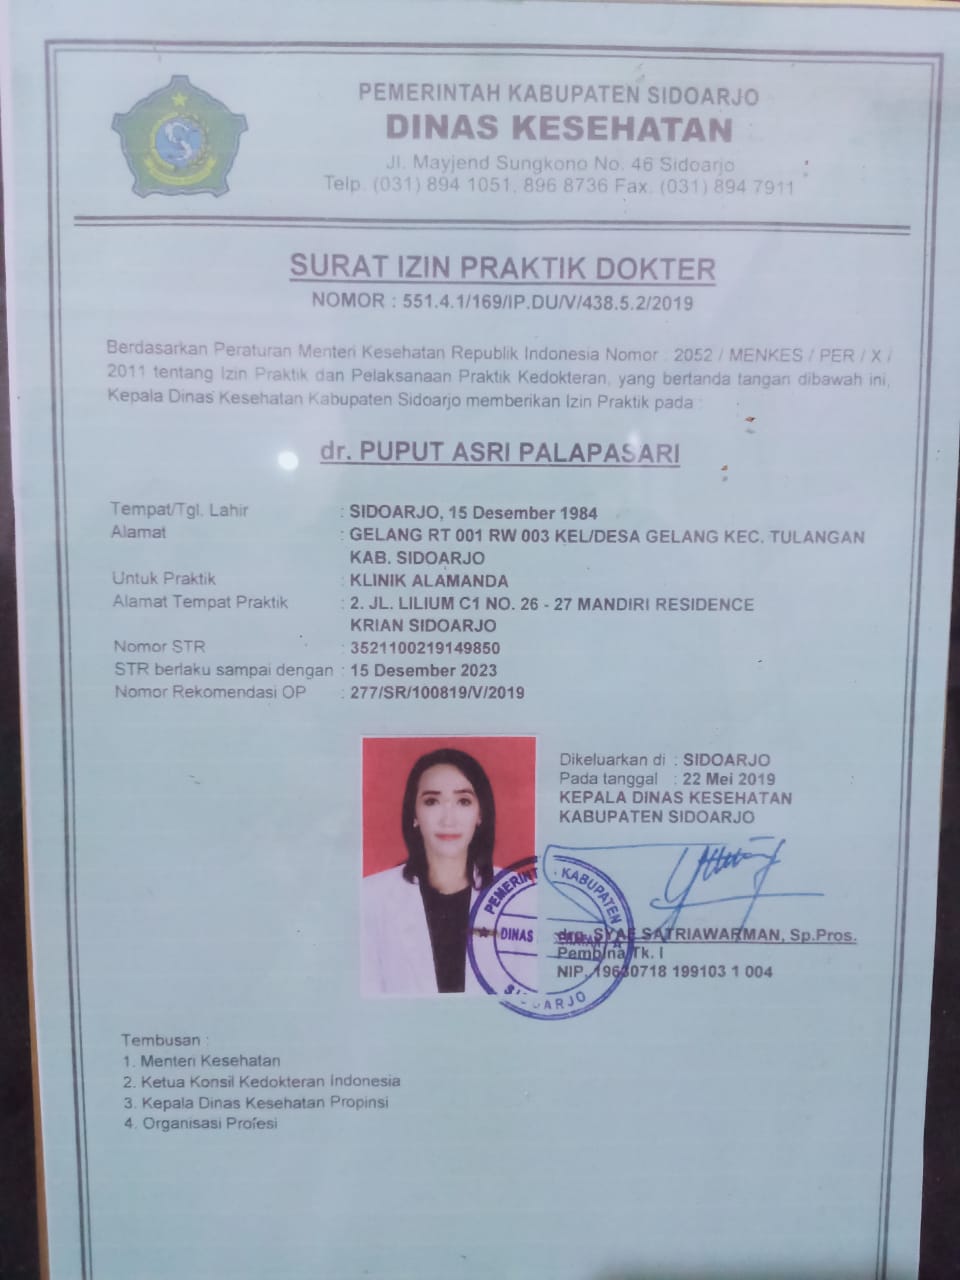 PEMERINTAH KABUPATEN SIDOARJO
DINAS KESEHATAN
Jl. Mayjend Sungkono No. 46 Sidoarjo
Telp. (031) 894 1051, 896 8736 Fax. (031) 894 7911
SURAT IZIN PRAKTIK DOKTER
NOMOR : 551.4.1/169/IP.DU/V/438.5.2/2019
Berdasarkan Peraturan Menteri Kesehatan Republik Indonesia Nomor : 2052 / MENKES / PER / X /
2011 tentang Izin Praktik dan Pelaksanaan Praktik Kedokteran, yang bertanda tangan dibawah ini,
Kepala Dinas Kesehatan Kabupaten Sidoarjo memberikan Izin Praktik pada :
dr. PUPUT ASRI PALAPASARI
Tempat/Tgl. Lahir : SIDOARJO, 15 Desember 1984
Alamat : GELANG RT 001 RW 003 KEL/DESA GELANG KEC. TULANGAN
KAB. SIDOARJO
Untuk Praktik : KLINIK ALAMANDA
Alamat Tempat Praktik : 2. JL. LILIUM C1 NO. 26 - 27 MANDIRI RESIDENCE
KRIAN SIDOARJO
Nomor STR : 3521100219149850
STR berlaku sampai dengan : 15 Desember 2023
Nomor Rekomendasi OP : 277/SR/100819/V/2019
Dikeluarkan di : SIDOARJO
Pada tanggal : 22 Mei 2019
KEPALA DINAS KESEHATAN
KABUPATEN SIDOARJO
drg. SYAF SATRIAWARMAN, Sp.Pros.
Pembina Tk. I
NIP. 19630718 199103 1 004
KABUPATEN
DINAS
Tembusan :
1. Menteri Kesehatan
2. Ketua Konsil Kedokteran Indonesia
3. Kepala Dinas Kesehatan Propinsi
4. Organisasi Profesi